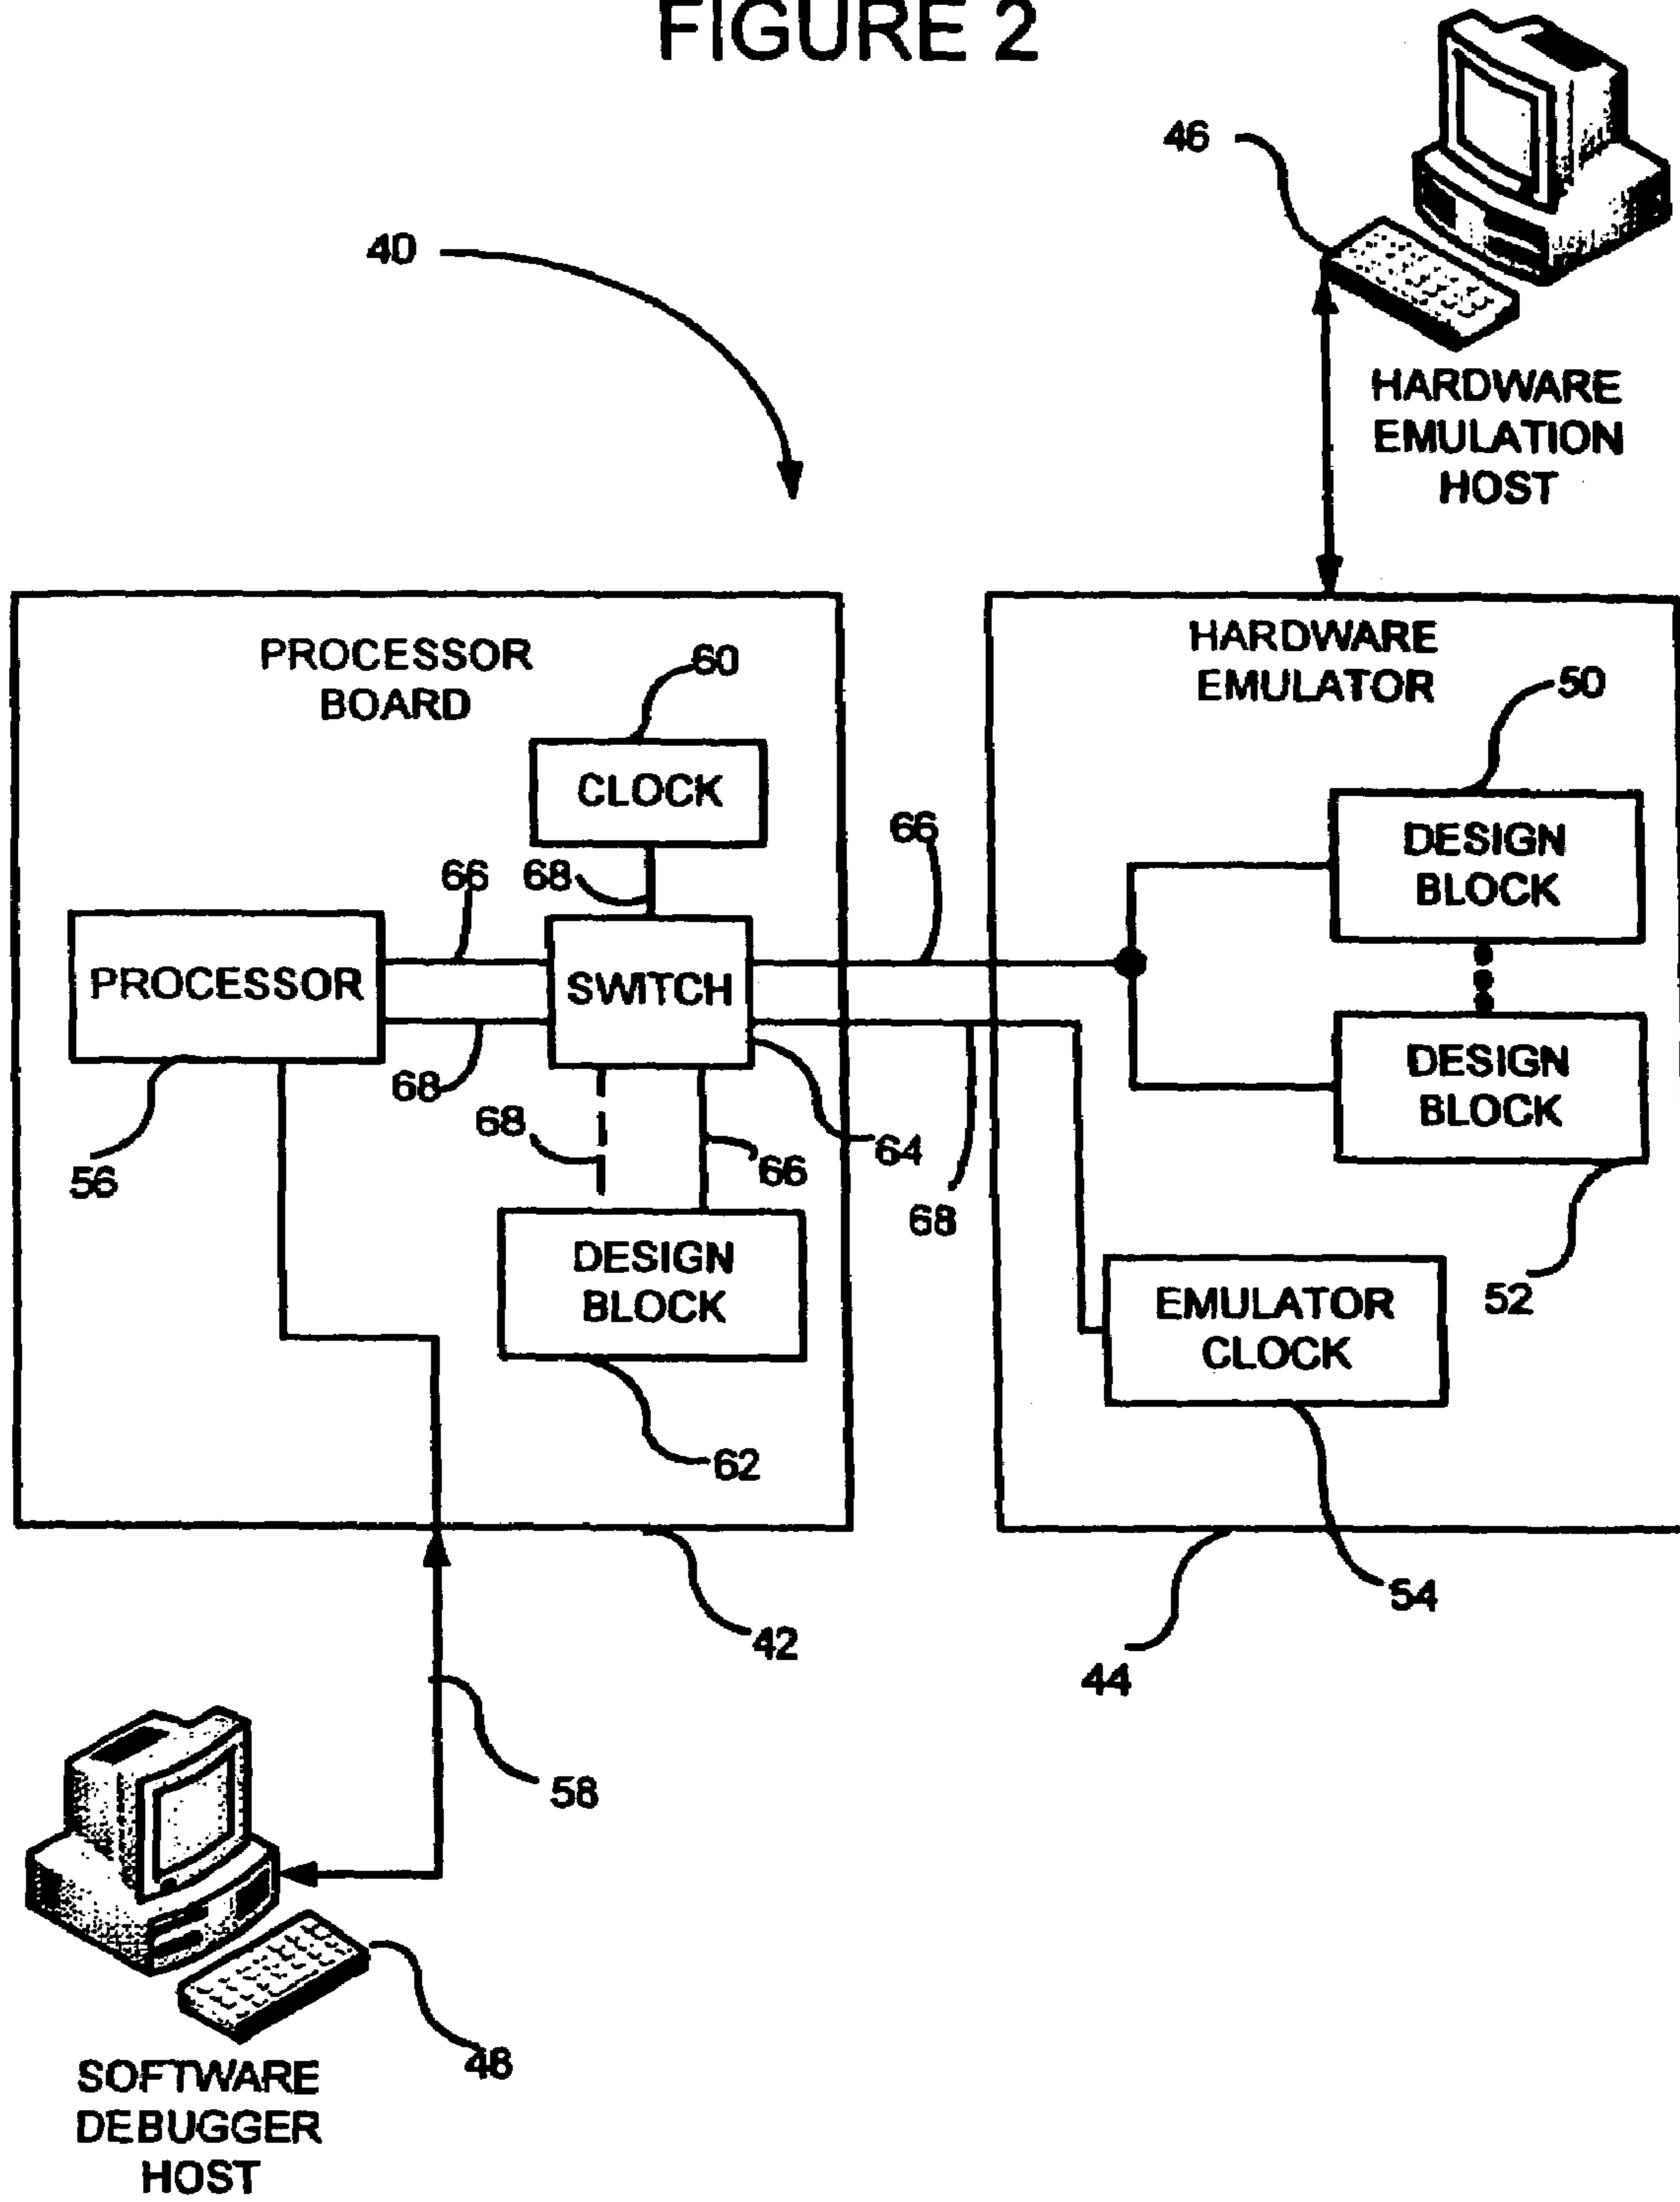 FIGURE 2
46
40
HARDWARE
EMULATION
HOST
PROCESSOR
BOARD
60
CLOCK
66
68
PROCESSOR
SWITCH
68
56
68
66
64
DESIGN
BLOCK
62
42
HARDWARE
EMULATOR
50
DESIGN
BLOCK
66
DESIGN
BLOCK
68
52
EMULATOR
CLOCK
54
44
58
48
SOFTWARE
DEBUGGER
HOST